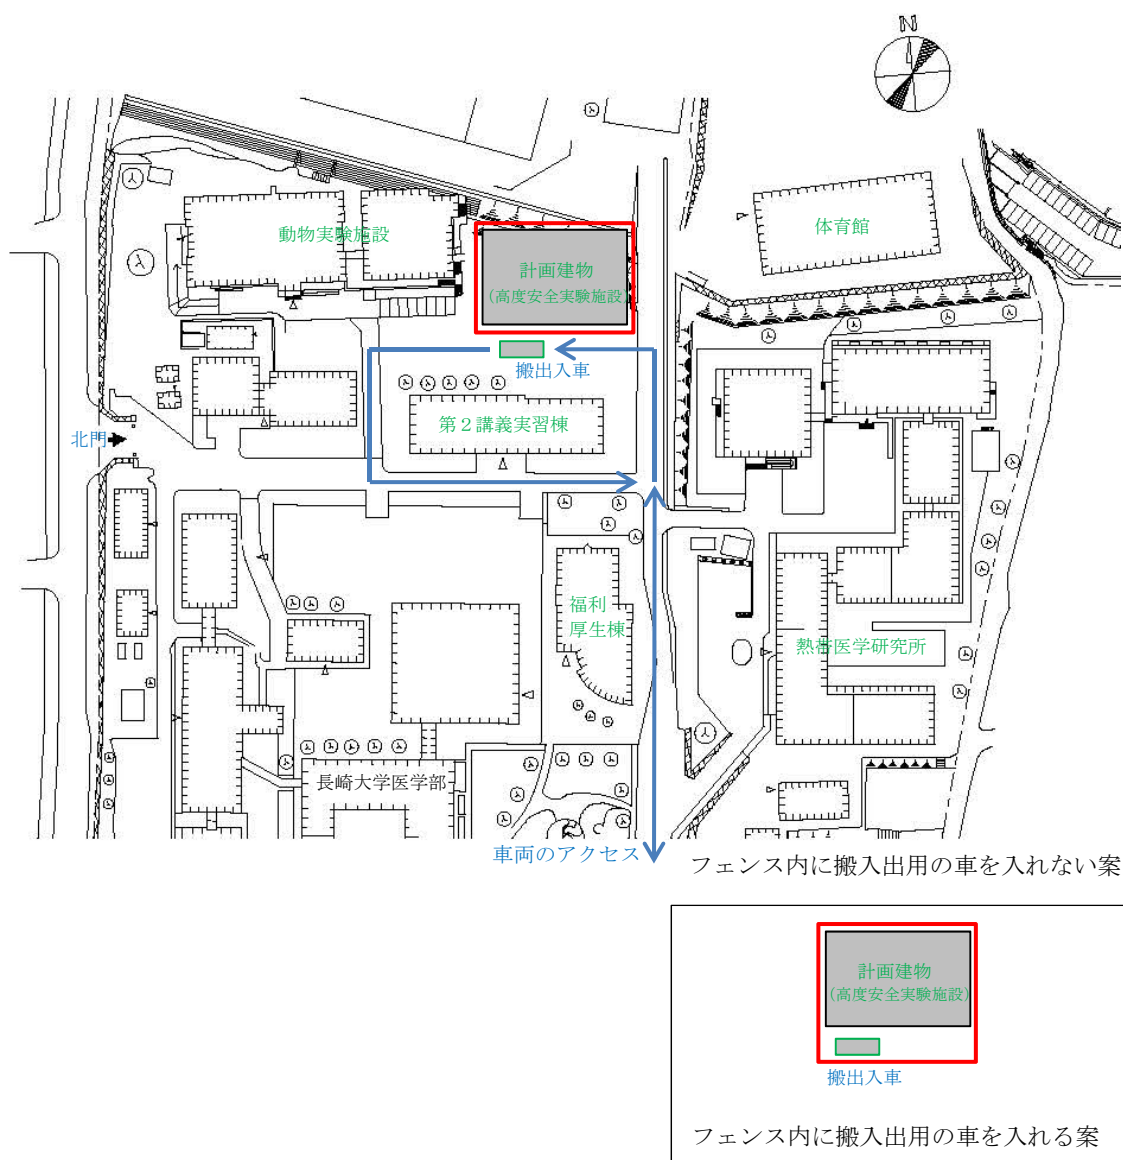 N
動物実験施設
体育館
計画建物
(高度安全実験施設)
搬出入車
第２講義実習棟
北門
福利
厚生棟
熱帯医学研究所
長崎大学医学部
車両のアクセス
フェンス内に搬入出用の車を入れない案
計画建物
(高度安全実験施設)
搬出入車
フェンス内に搬入出用の車を入れる案